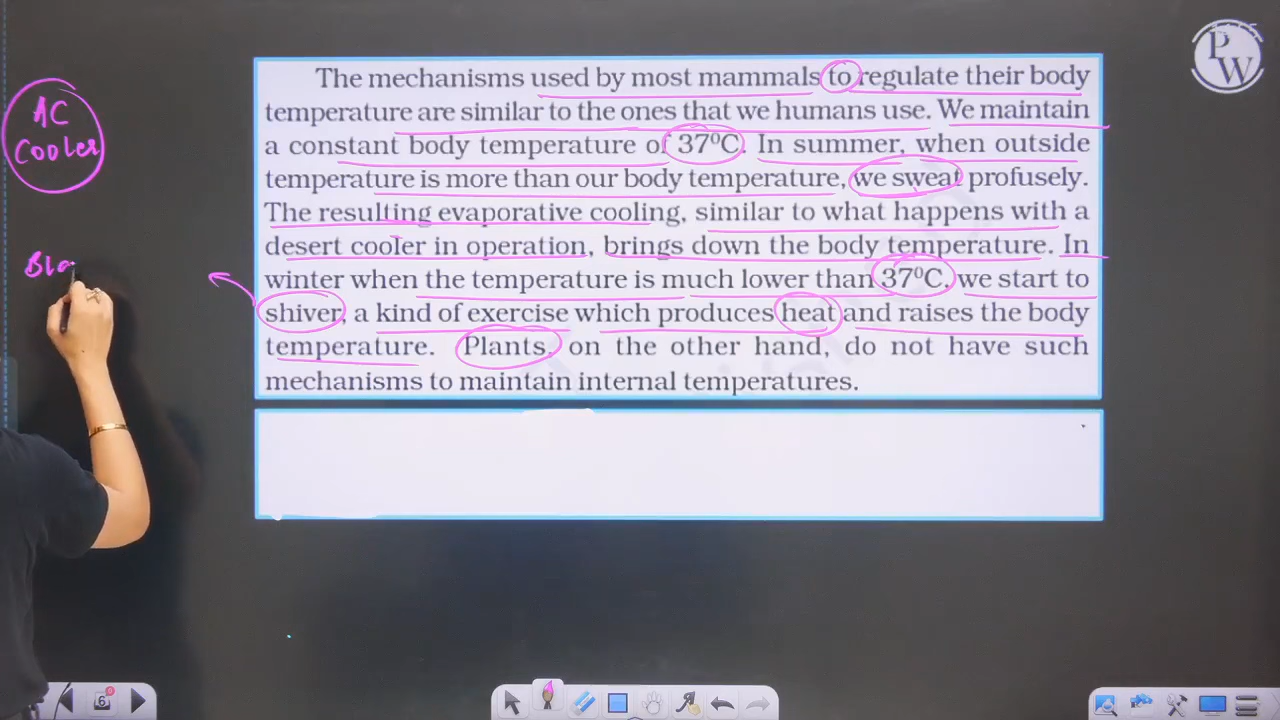 PW
AC
Cooler
The mechanisms used by most mammals to regulate their body
temperature are similar to the ones that we humans use. We maintain
a constant body temperature of 37⁰C. In summer, when outside
temperature is more than our body temperature, we sweat profusely.
The resulting evaporative cooling, similar to what happens with a
desert cooler in operation, brings down the body temperature. In
winter when the temperature is much lower than 37⁰C, we start to
shiver, a kind of exercise which produces heat and raises the body
temperature. Plants, on the other hand, do not have such
mechanisms to maintain internal temperatures.
Bla
6